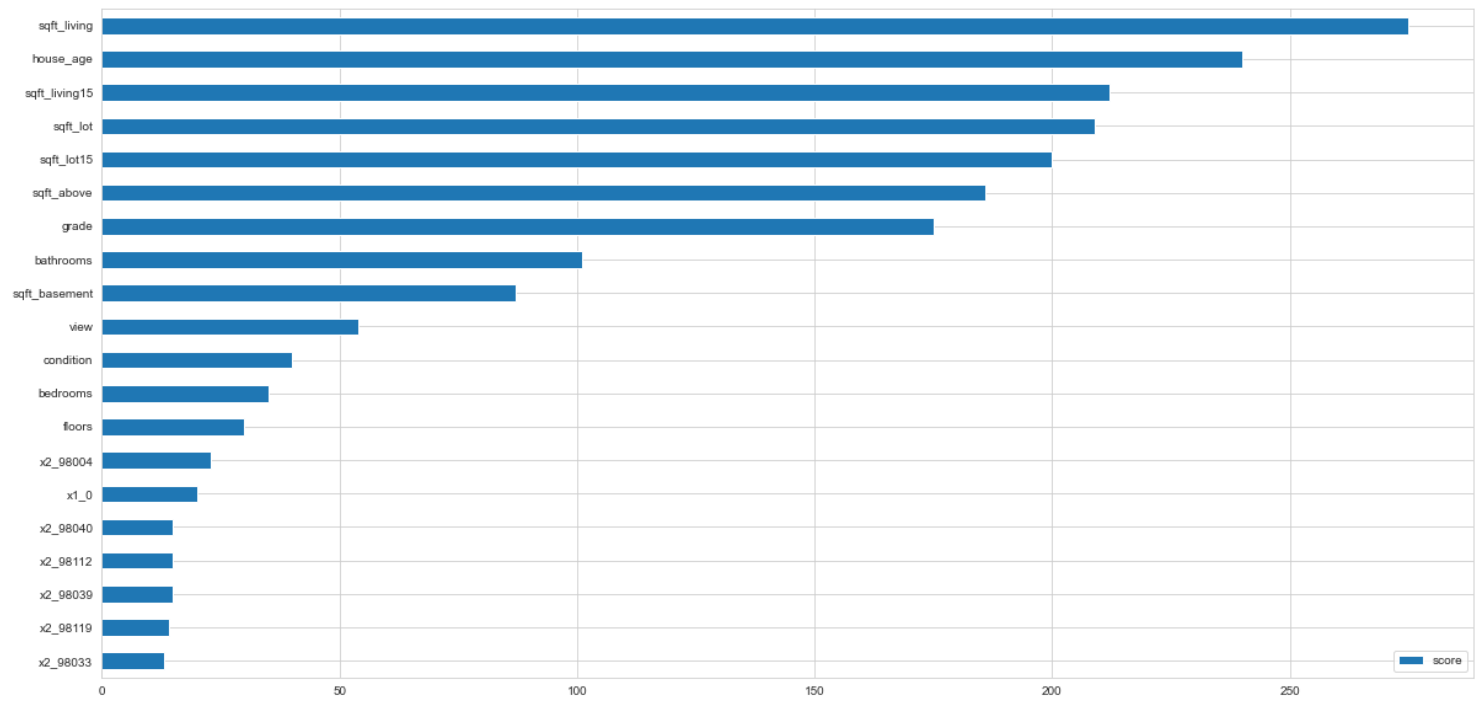 sqft_living
house_age
sqft_living15
sqft_lot
sqft_lot15
sqft_above
grade
bathrooms
sqft_basement
view
condition
bedrooms
floors
x2_98004
x1_0
x2_98040
x2_98112
x2_98039
x2_98119
x2_98033
score
0 50 100 150 200 250